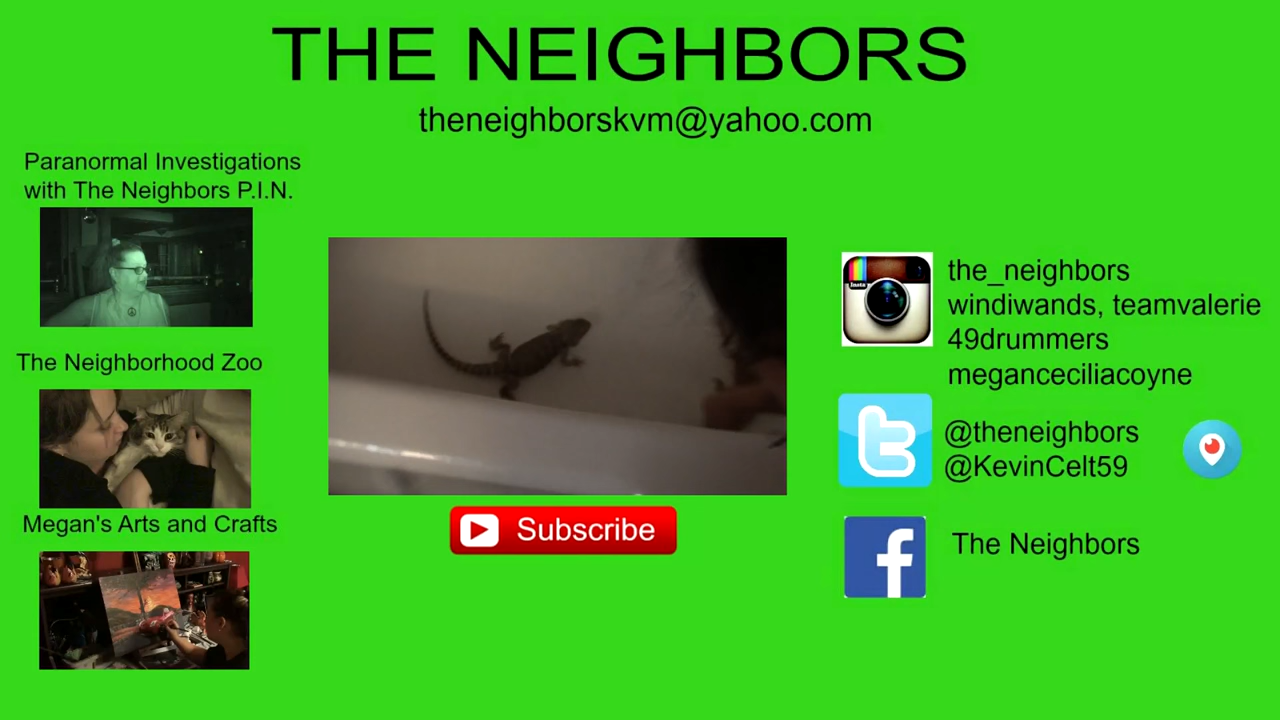 THE NEIGHBORS
theneighborskvm@yahoo.com
Paranormal Investigations
with The Neighbors P.I.N.
The Neighborhood Zoo
Megan's Arts and Crafts
Subscribe
Insta
the_neighbors
windiwands, teamvalerie
49drummers
meganceciliacoyne
@theneighbors
@KevinCelt59
The Neighbors